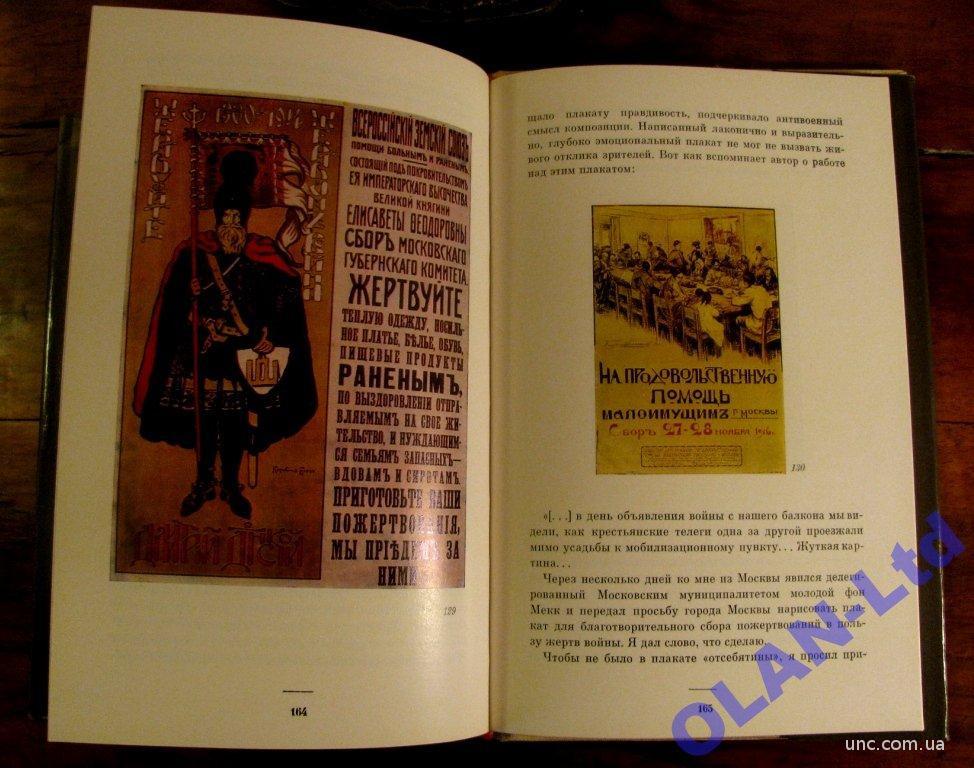 ЖЕРТВУЙТЕ
1300-1914
ВСЕРОССІЙСКІЙ ЗЕМСКІЙ СОЮЗЪ
ПОМОЩИ БОЛЬНЫМЪ И РАНЕНЫМЪ,
СОСТОЯЩІЙ ПОДЪ ПОКРОВИТЕЛЬСТВОМЪ
ЕЯ ИМПЕРАТОРСКАГО ВЫСОЧЕСТВА
ВЕЛИКОЙ КНЯГИНИ
ЕЛИСАВЕТЫ ѲЕОДОРОВНЫ
СБОРЪ МОСКОВСКАГО
ГУБЕРНСКАГО КОМИТЕТА.
ЖЕРТВУЙТЕ
ТЕПЛУЮ ОДЕЖДУ, НОСИЛЬ-
НОЕ ПЛАТЬЕ, БѢЛЬЕ, ОБУВЬ,
ПИЩЕВЫЕ ПРОДУКТЫ
РАНЕНЫМЪ,
ПО ВЫЗДОРОВЛЕНІИ ОТПРА-
ВЛЯЕМЫМЪ НА СВОЕ ЖИ-
ТЕЛЬСТВО, И НУЖДАЮЩИМ-
СЯ СЕМЬЯМЪ ЗАПАСНЫХЪ—
ВДОВАМЪ И СИРОТАМЪ.
ПРИГОТОВЬТЕ ВАШИ
ПОЖЕРТВОВАНІЯ,
МЫ ПРІѢДЕМЪ ЗА
НИМИ
129
164
щало плакату правдивость, подчеркивало антивоенный
смысл композиции. Написанный лаконично и выразитель-
но, глубоко эмоциональный плакат не мог не вызвать жи-
вого отклика зрителей. Вот как вспоминает автор о работе
над этим плакатом:
НА ПРОДОВОЛЬСТВЕННУЮ
ПОМОЩЬ
МАЛОИМУЩИМЪ Г. МОСКВЫ
СБОРЪ 27-28 НОЯБРЯ 1916 г.
130
«[. . .] в день объявления войны с нашего балкона мы ви-
дели, как крестьянские телеги одна за другой проезжали
мимо усадьбы к мобилизационному пункту. . . Жуткая кар-
тина. . .
Через несколько дней ко мне из Москвы явился делеги-
рованный Московским муниципалитетом молодой фон
Мекк и передал просьбу города Москвы нарисовать пла-
кат для благотворительного сбора пожертвований в поль-
зу жертв войны. Я дал слово, что сделаю.
Чтобы не было в плакате «отсебятины», я просил при-
165
OLAN-Ltd
unc.com.ua